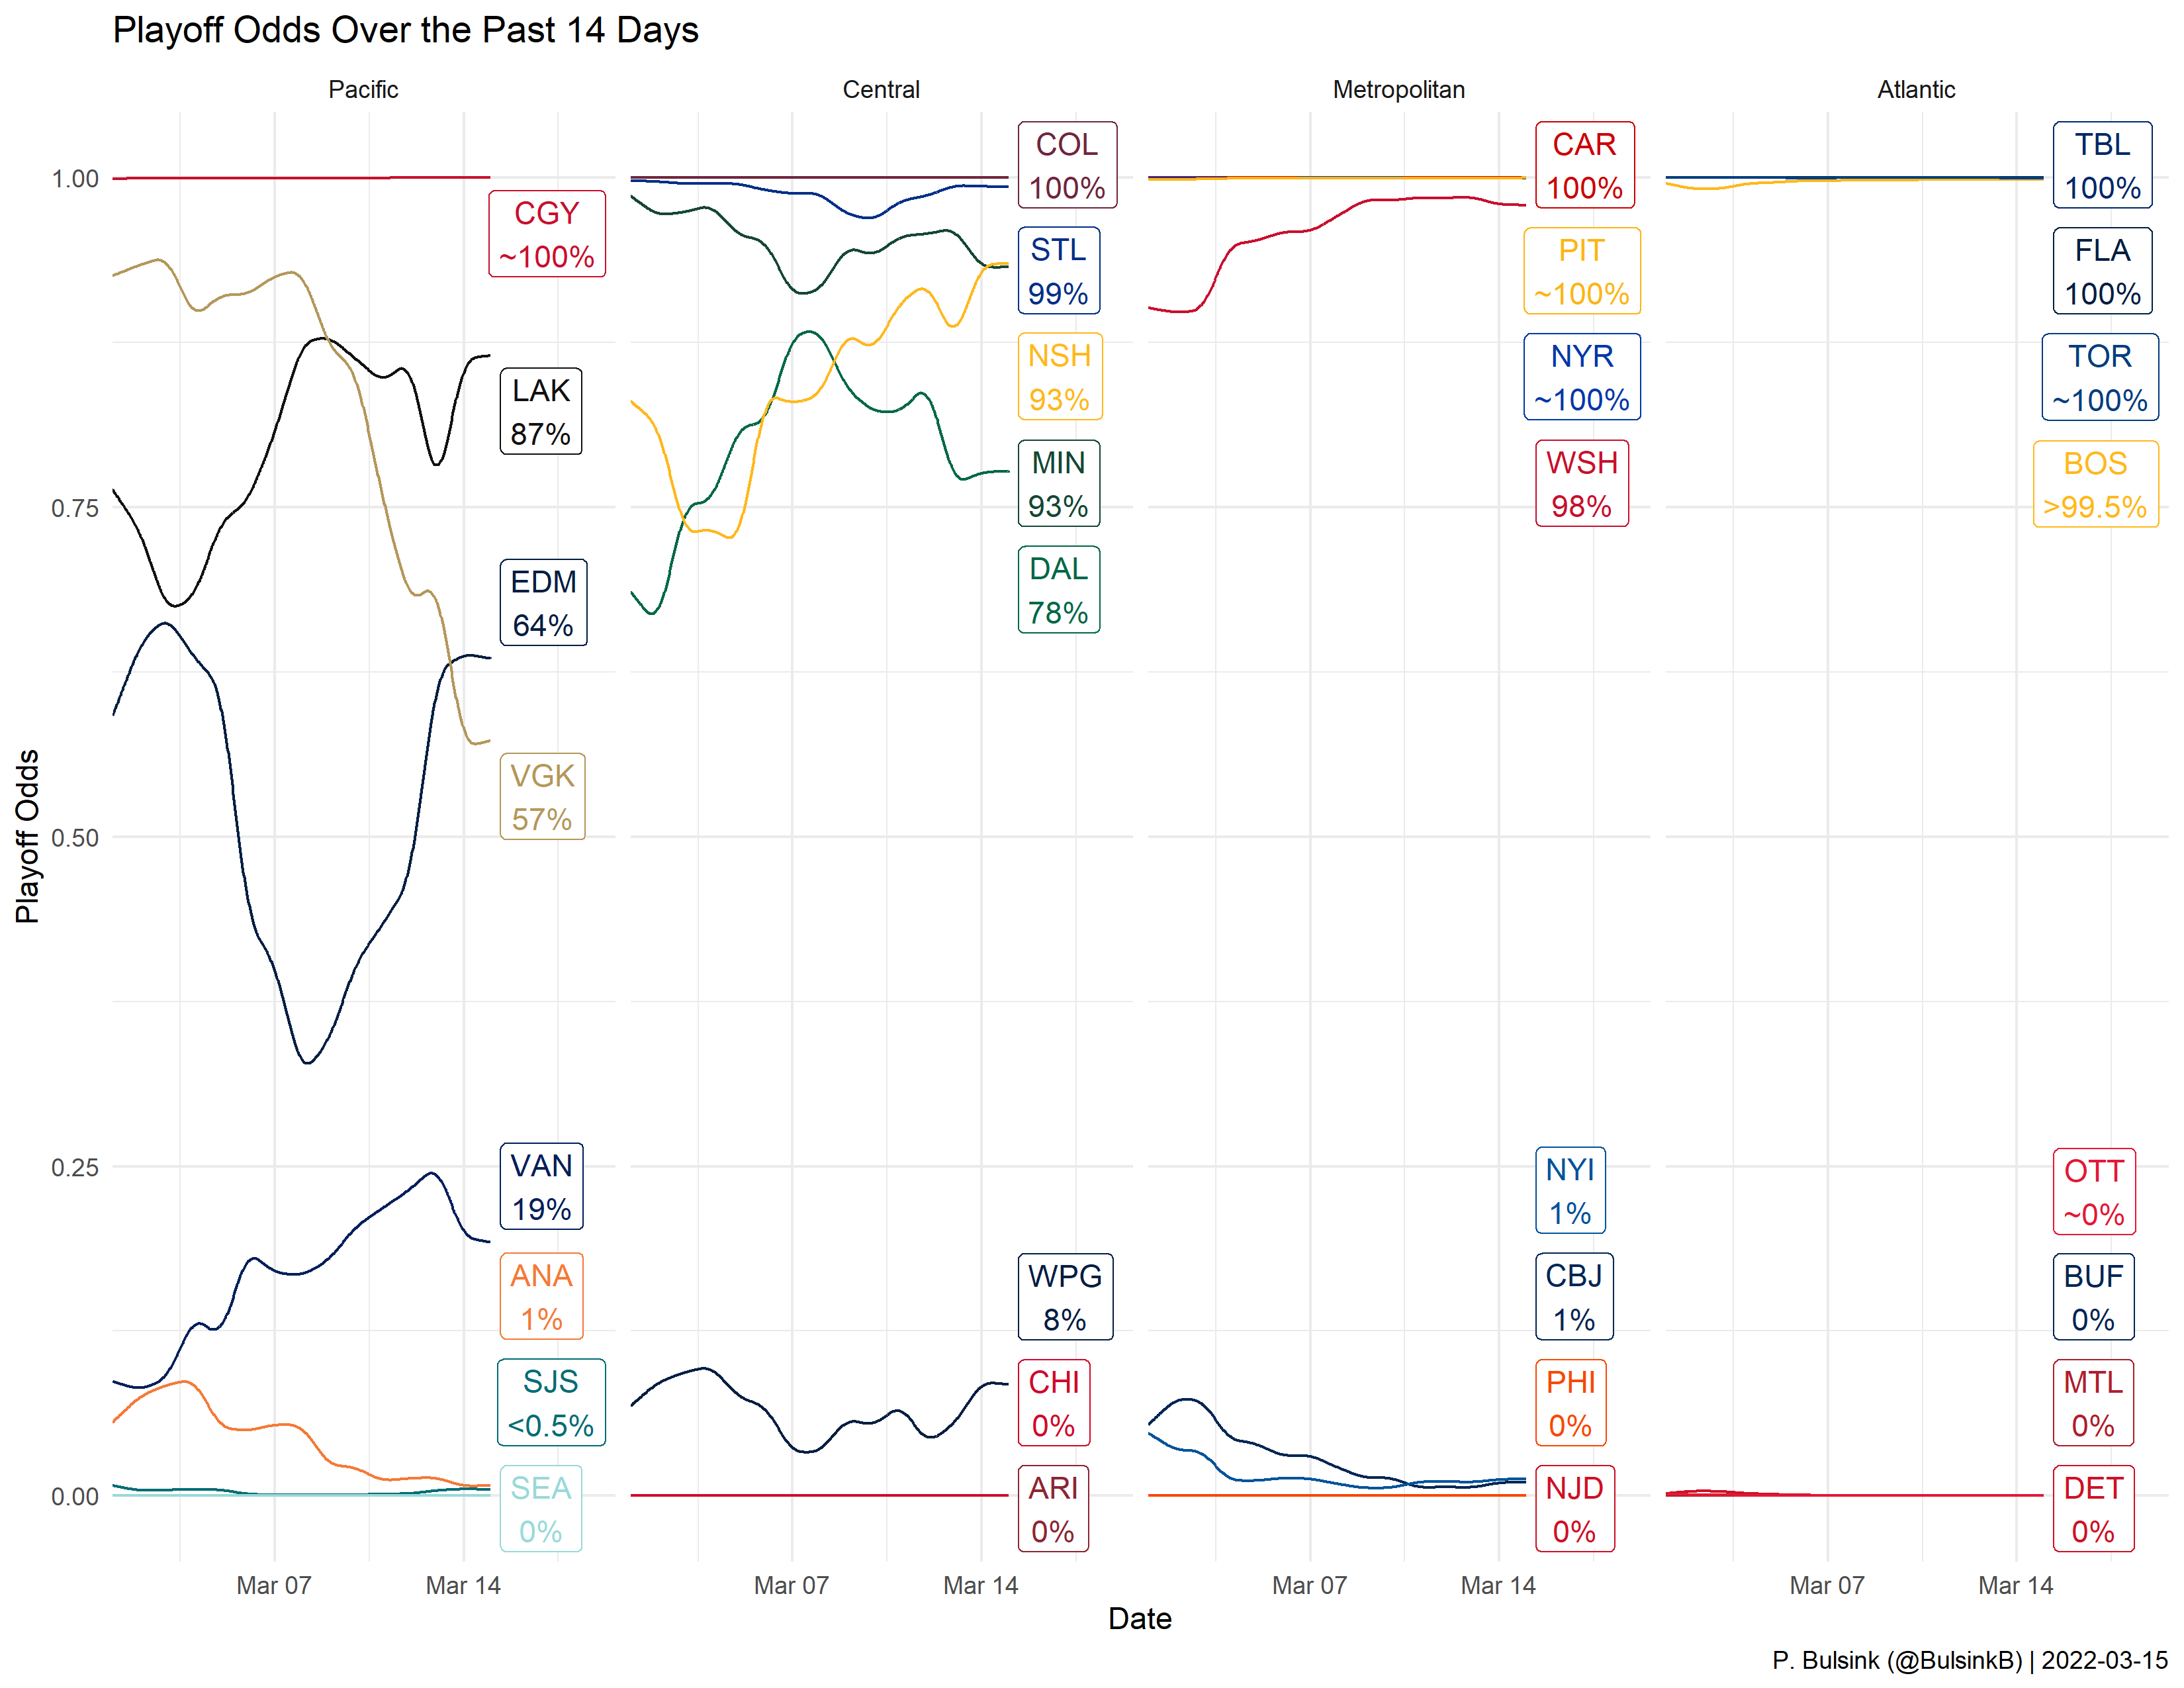 Playoff Odds Over the Past 14 Days
Pacific
Central
Metropolitan
Atlantic
Playoff Odds
1.00
0.75
0.50
0.25
0.00
CGY
~100%
LAK
87%
EDM
64%
VGK
57%
VAN
19%
ANA
1%
SJS
<0.5%
SEA
0%
COL
100%
STL
99%
NSH
93%
MIN
93%
DAL
78%
WPG
8%
CHI
0%
ARI
0%
CAR
100%
PIT
~100%
NYR
~100%
WSH
98%
NYI
1%
CBJ
1%
PHI
0%
NJD
0%
TBL
100%
FLA
100%
TOR
~100%
BOS
>99.5%
OTT
~0%
BUF
0%
MTL
0%
DET
0%
Mar 07
Mar 14
Mar 07
Mar 14
Mar 07
Mar 14
Mar 07
Mar 14
Date
P. Bulsink (@BulsinkB) | 2022-03-15